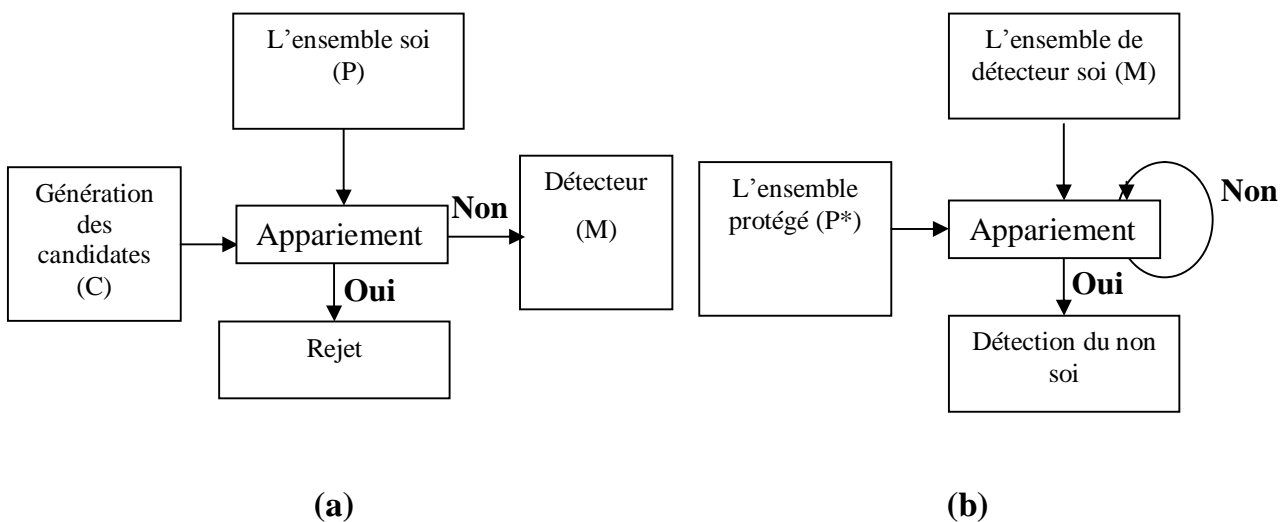 L’ensemble soi
(P)
Génération
des
candidates
(C)
Appariement
Non
Détecteur
(M)
Oui
Rejet
(a)
L’ensemble de
détecteur soi (M)
L’ensemble
protégé (P*)
Appariement
Non
Oui
Détection du non
soi
(b)